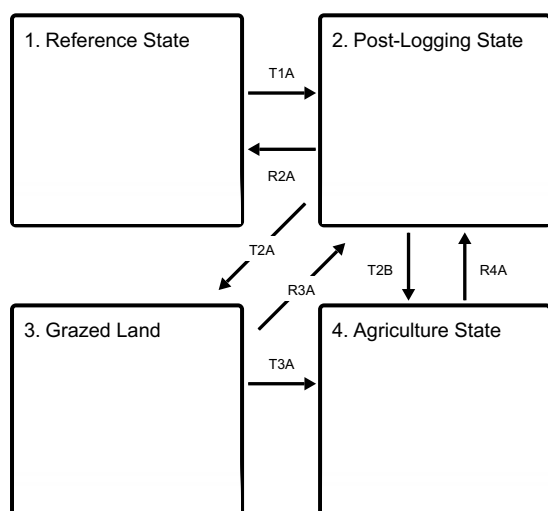 1. Reference State
2. Post-Logging State
T1A
R2A
T2A
R3A
T2B
R4A
3. Grazed Land
4. Agriculture State
T3A